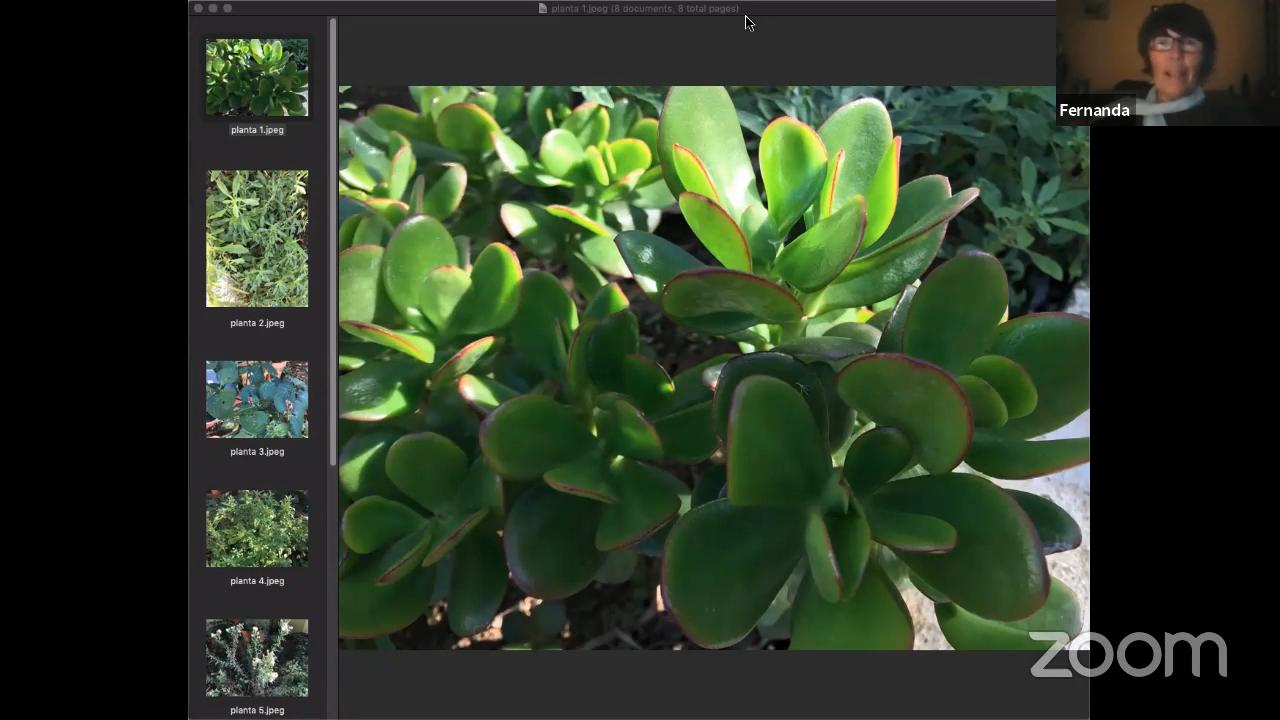 planta 1.jpeg (8 documents, 8 total pages)
Fernanda
planta 1.jpeg
planta 2.jpeg
planta 3.jpeg
planta 4.jpeg
planta 5.jpeg
zoom